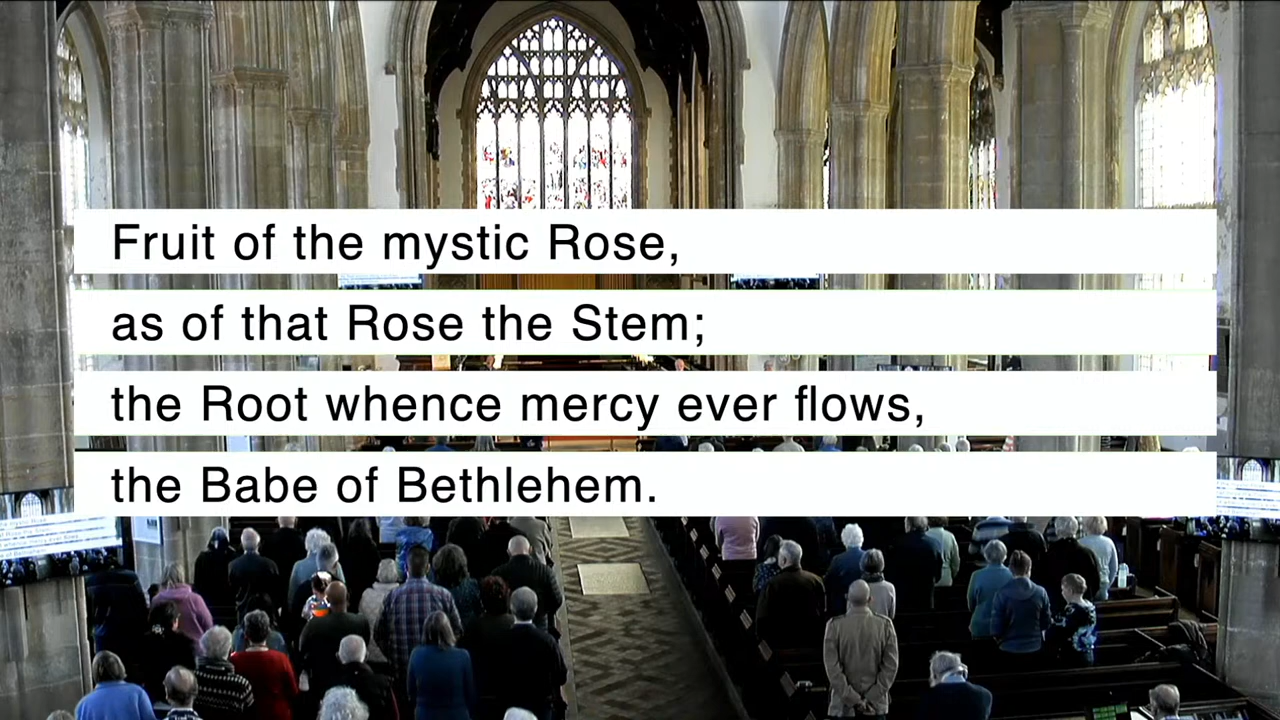 Fruit of the mystic Rose,
as of that Rose the Stem;
the Root whence mercy ever flows,
the Babe of Bethlehem.